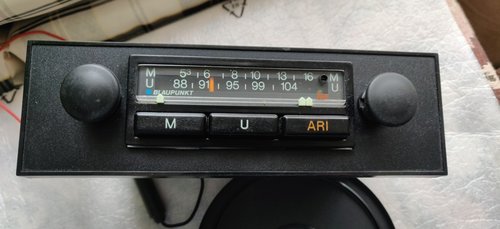 M 5³ 6 8 10 13 16 M
U 88 91 95 99 104 U
BLAUPUNKT
M U ARI